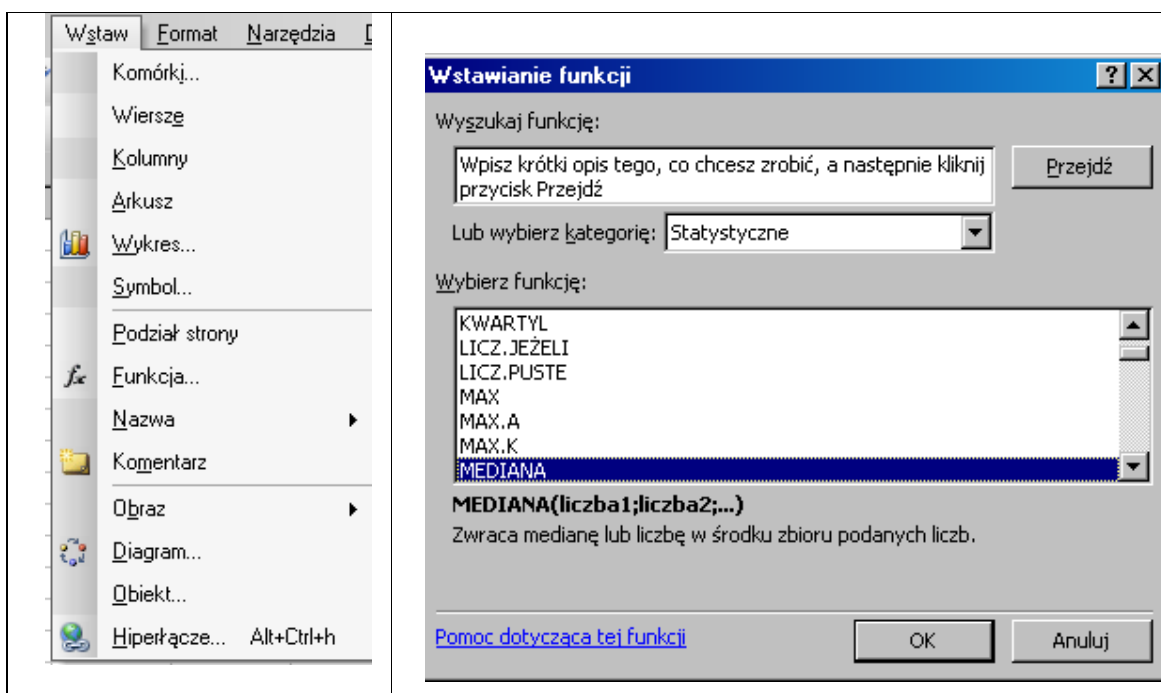 Wstaw Format Narzędzia
Komórki...
Wiersze
Kolumny
Arkusz
Wykres...
Symbol...
Podział strony
fx Funkcja...
Nazwa
Komentarz
Obraz
Diagram...
Obiekt...
Hiperłącze... Alt+Ctrl+h
Wstawianie funkcji
Wyszukaj funkcję:
Wpisz krótki opis tego, co chcesz zrobić, a następnie kliknij
przycisk Przejdź
Przejdź
Lub wybierz kategorię: Statystyczne
Wybierz funkcję:
KWARTYL
LICZ.JEŻELI
LICZ.PUSTE
MAX
MAX.A
MAX.K
MEDIANA
MEDIANA(liczba1;liczba2;...)
Zwraca medianę lub liczbę w środku zbioru podanych liczb.
Pomoc dotycząca tej funkcji
OK Anuluj